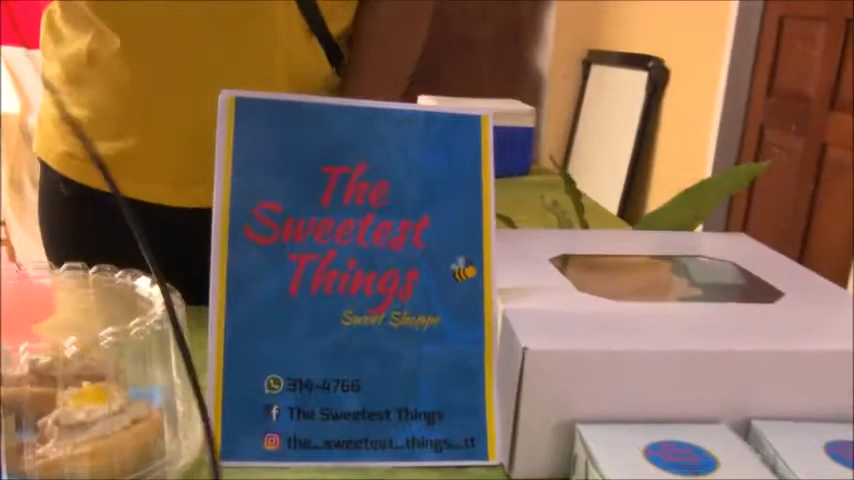 The
Sweetest
Things
Sweet Shoppe
314-4766
The Sweetest Things
the_sweetest_things_tt